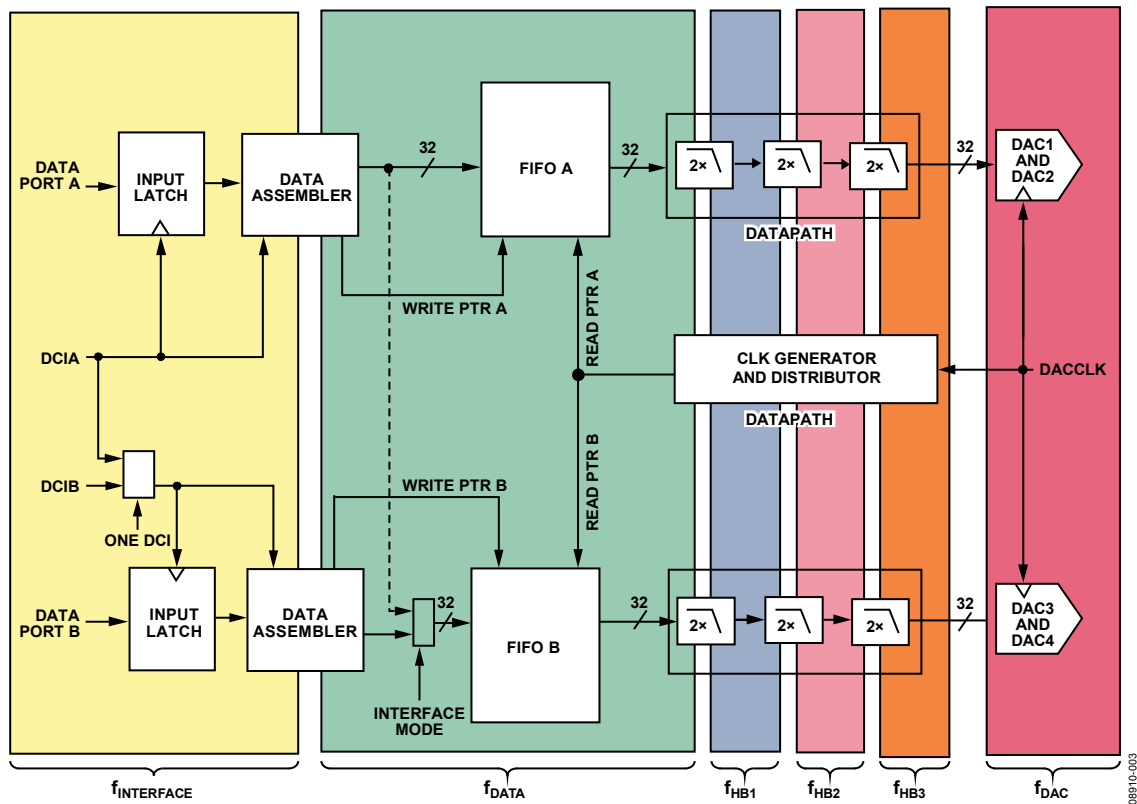 DATA
PORT A
INPUT
LATCH
DATA
ASSEMBLER
32
FIFO A
32
2×
2×
2×
32
DAC1
AND
DAC2
DATAPATH
WRITE PTR A
READ PTR A
DCIA
CLK GENERATOR
AND DISTRIBUTOR
DACCLK
DATAPATH
DCIB
ONE DCI
WRITE PTR B
READ PTR B
DATA
PORT B
INPUT
LATCH
DATA
ASSEMBLER
32
FIFO B
32
2×
2×
2×
32
DAC3
AND
DAC4
INTERFACE
MODE
fINTERFACE
fDATA
fHB1
fHB2
fHB3
fDAC
08910-003